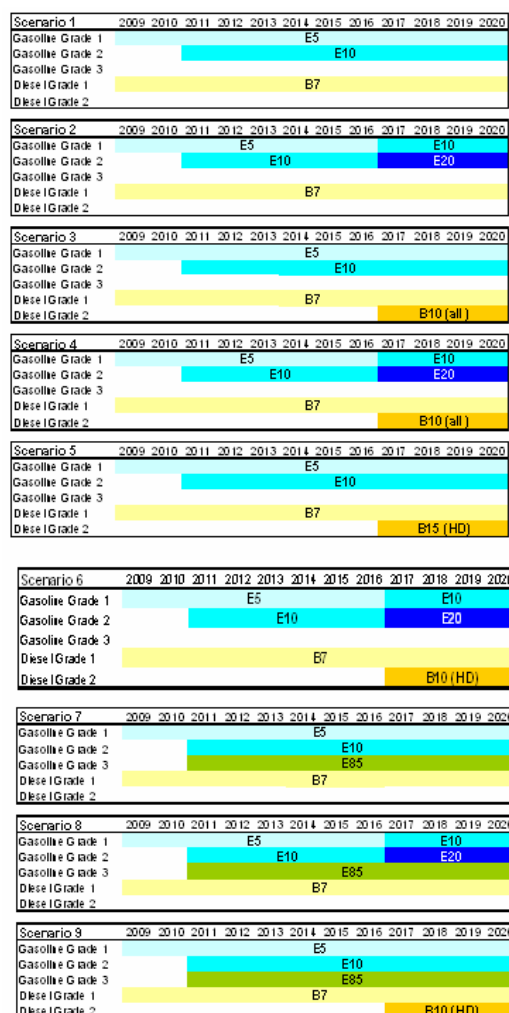 Scenario 1 2009 2010 2011 2012 2013 2014 2015 2016 2017 2018 2019 2020
Gasoline Grade 1 E5
Gasoline Grade 2 E10
Gasoline Grade 3
Diesel Grade 1 B7
Diesel Grade 2
Scenario 2 2009 2010 2011 2012 2013 2014 2015 2016 2017 2018 2019 2020
Gasoline Grade 1 E5 E10
Gasoline Grade 2 E10 E20
Gasoline Grade 3
Diesel Grade 1 B7
Diesel Grade 2
Scenario 3 2009 2010 2011 2012 2013 2014 2015 2016 2017 2018 2019 2020
Gasoline Grade 1 E5
Gasoline Grade 2 E10
Gasoline Grade 3
Diesel Grade 1 B7
Diesel Grade 2 B10 (all )
Scenario 4 2009 2010 2011 2012 2013 2014 2015 2016 2017 2018 2019 2020
Gasoline Grade 1 E5 E10
Gasoline Grade 2 E10 E20
Gasoline Grade 3
Diesel Grade 1 B7
Diesel Grade 2 B10 (all )
Scenario 5 2009 2010 2011 2012 2013 2014 2015 2016 2017 2018 2019 2020
Gasoline Grade 1 E5
Gasoline Grade 2 E10
Gasoline Grade 3
Diesel Grade 1 B7
Diesel Grade 2 B15 (HD)
Scenario 6 2009 2010 2011 2012 2013 2014 2015 2016 2017 2018 2019 2020
Gasoline Grade 1 E5 E10
Gasoline Grade 2 E10 E20
Gasoline Grade 3
Diesel Grade 1 B7
Diesel Grade 2 B10 (HD)
Scenario 7 2009 2010 2011 2012 2013 2014 2015 2016 2017 2018 2019 2020
Gasoline Grade 1 E5
Gasoline Grade 2 E10
Gasoline Grade 3 E85
Diesel Grade 1 B7
Diesel Grade 2
Scenario 8 2009 2010 2011 2012 2013 2014 2015 2016 2017 2018 2019 2020
Gasoline Grade 1 E5 E10
Gasoline Grade 2 E10 E20
Gasoline Grade 3 E85
Diesel Grade 1 B7
Diesel Grade 2
Scenario 9 2009 2010 2011 2012 2013 2014 2015 2016 2017 2018 2019 2020
Gasoline Grade 1 E5
Gasoline Grade 2 E10
Gasoline Grade 3 E85
Diesel Grade 1 B7
Diesel Grade 2 B10 (HD)